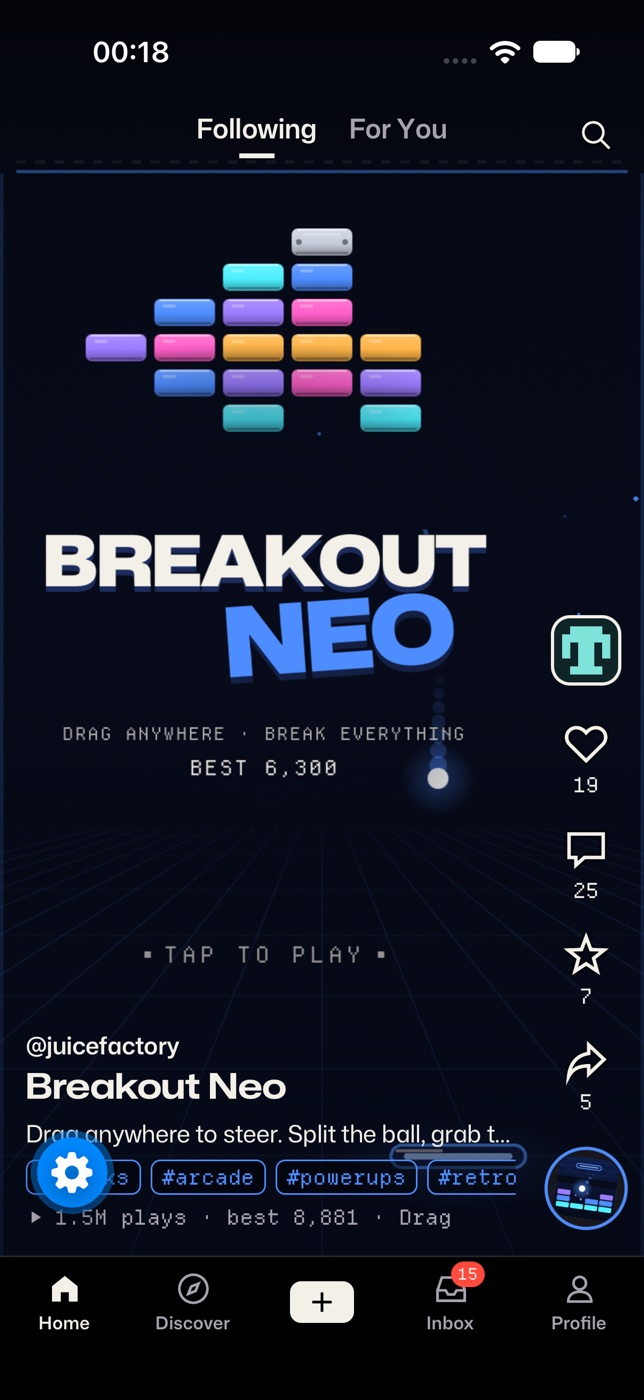 00:18
Following For You
BREAKOUT
NEO
DRAG ANYWHERE · BREAK EVERYTHING
BEST 6,300
19
25
▪ TAP TO PLAY ▪
7
@juicefactory
Breakout Neo
5
Drag anywhere to steer. Split the ball, grab t...
ks #arcade #powerups #retro
1.5M plays · best 8,881 · Drag
15
Home Discover Inbox Profile